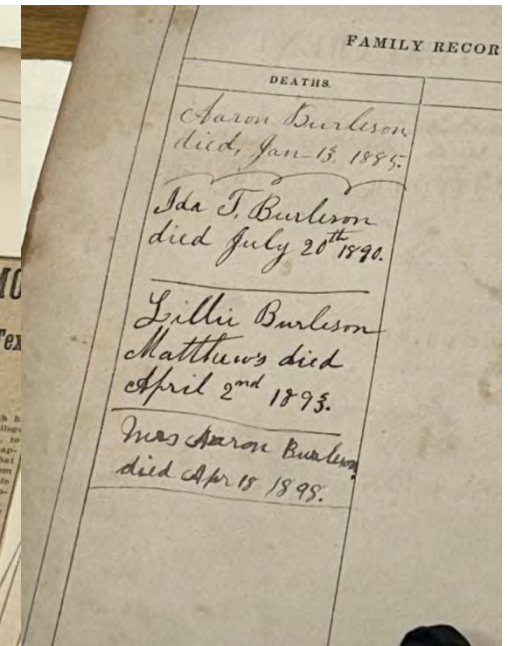 FAMILY RECOR
DEATHS.
Aaron Burleson
died, Jan-13, 1885.
Ida T. Burleson
died July 20th 1890.
Lillie Burleson
Matthews died
April 2nd 1893.
Mrs Aaron Burleson
died Apr 18 1898.
Tex